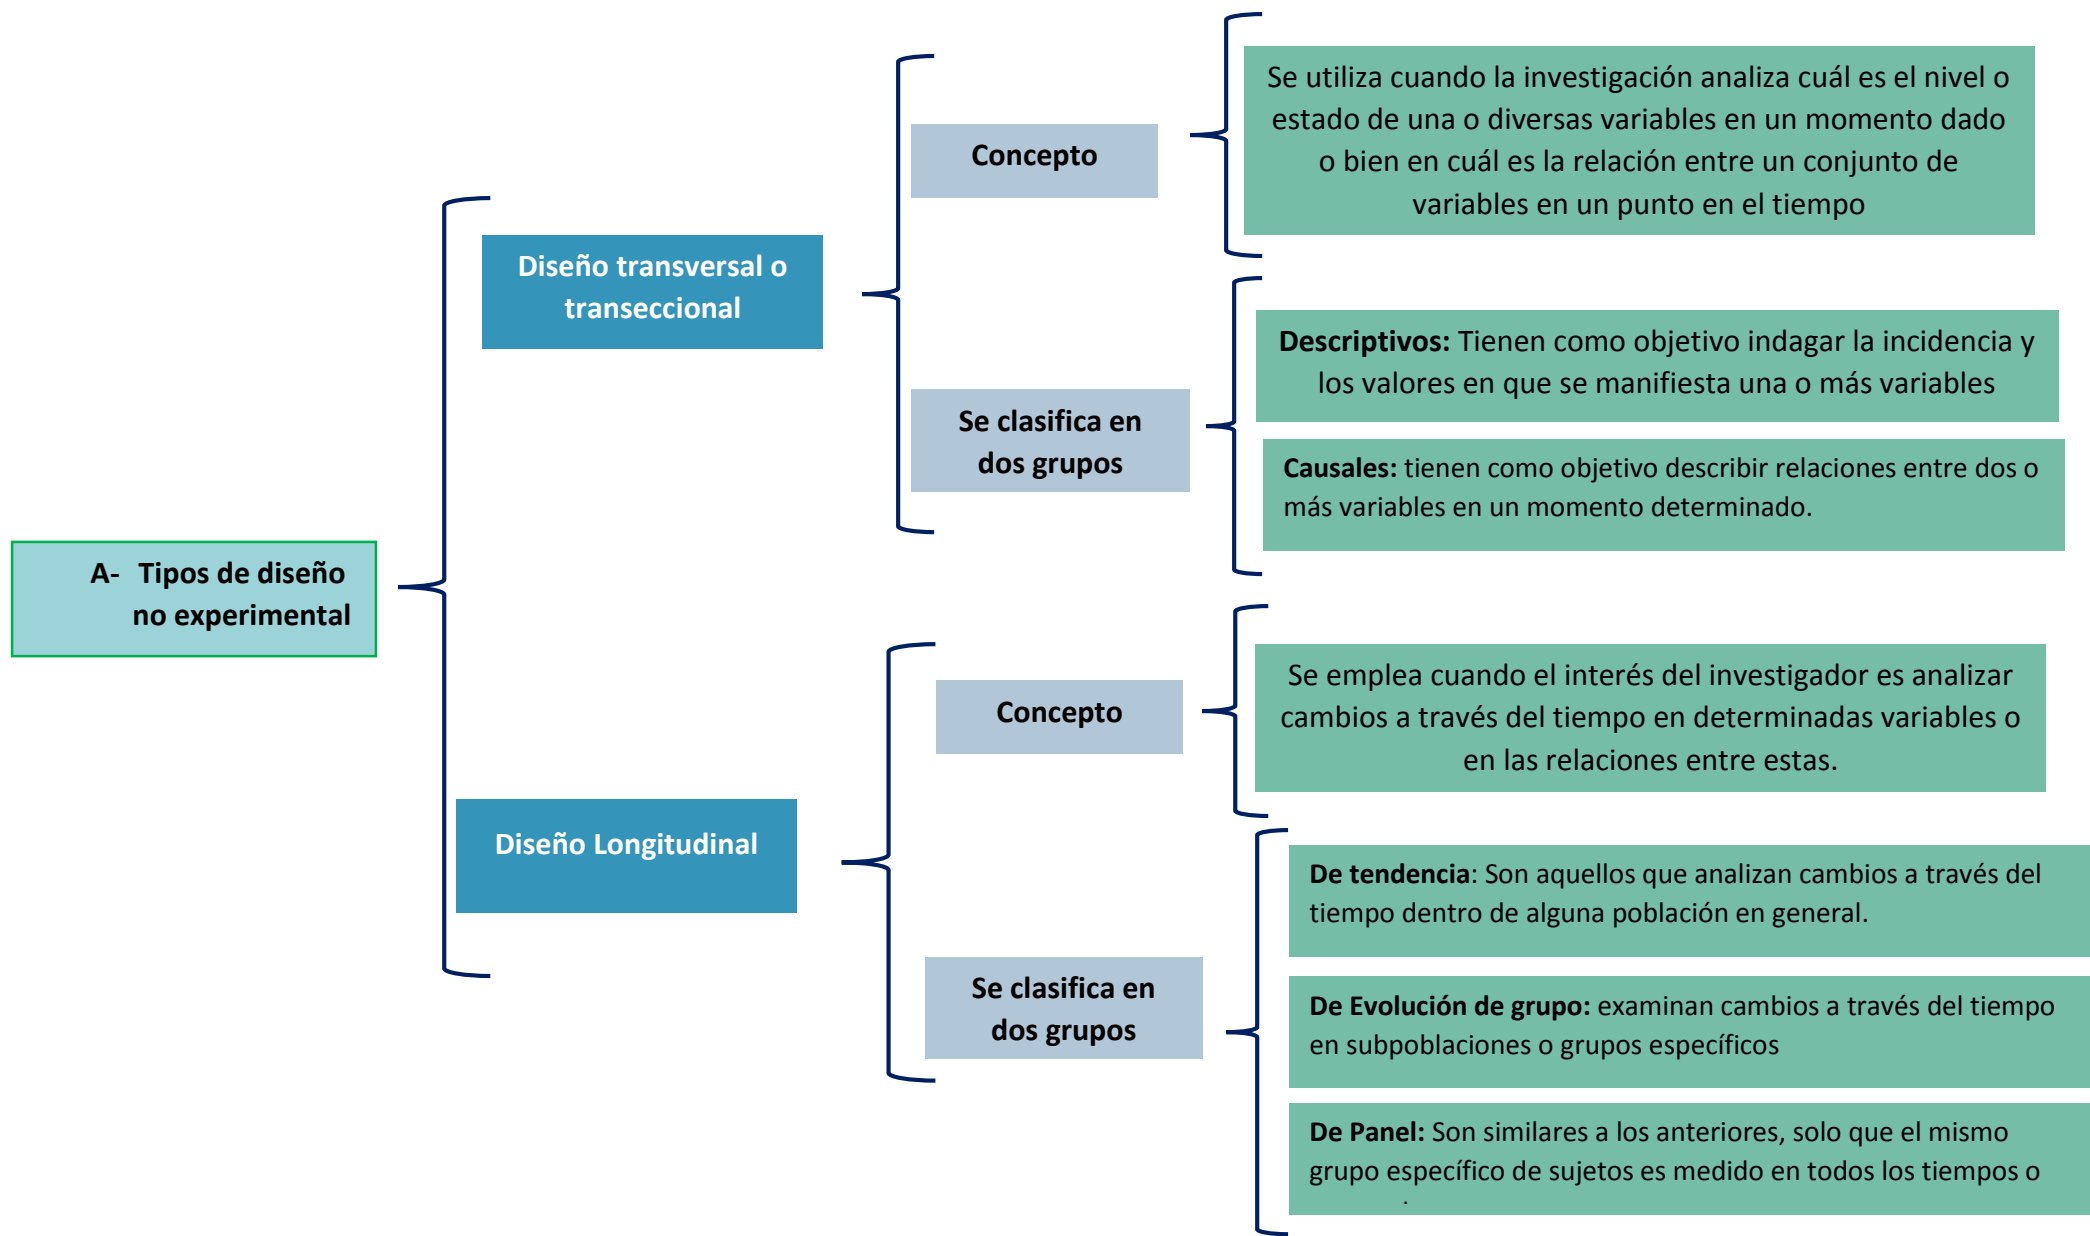 A- Tipos de diseño
no experimental
Diseño transversal o
transeccional
Concepto
Se utiliza cuando la investigación analiza cuál es el nivel o
estado de una o diversas variables en un momento dado
o bien en cuál es la relación entre un conjunto de
variables en un punto en el tiempo
Se clasifica en
dos grupos
Descriptivos: Tienen como objetivo indagar la incidencia y
los valores en que se manifiesta una o más variables
Causales: tienen como objetivo describir relaciones entre dos o
más variables en un momento determinado.
Diseño Longitudinal
Concepto
Se emplea cuando el interés del investigador es analizar
cambios a través del tiempo en determinadas variables o
en las relaciones entre estas.
Se clasifica en
dos grupos
De tendencia: Son aquellos que analizan cambios a través del
tiempo dentro de alguna población en general.
De Evolución de grupo: examinan cambios a través del tiempo
en subpoblaciones o grupos específicos
De Panel: Son similares a los anteriores, solo que el mismo
grupo específico de sujetos es medido en todos los tiempos o